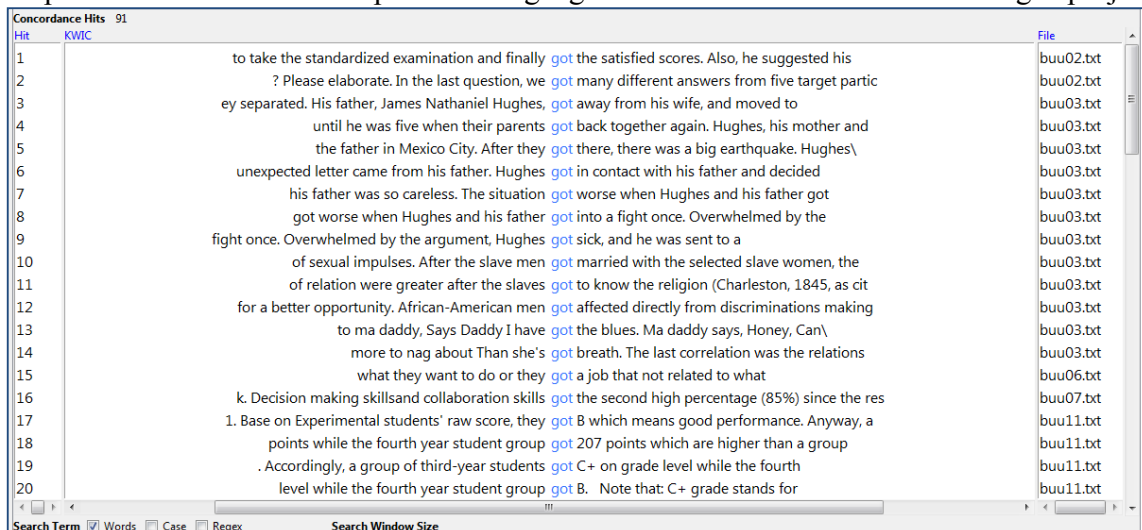 Concordance Hits 91
Hit KWIC File
1 to take the standardized examination and finally got the satisfied scores. Also, he suggested his buu02.txt
2 ? Please elaborate. In the last question, we got many different answers from five target partic buu02.txt
3 ey separated. His father, James Nathaniel Hughes, got away from his wife, and moved to buu03.txt
4 until he was five when their parents got back together again. Hughes, his mother and buu03.txt
5 the father in Mexico City. After they got there, there was a big earthquake. Hughes\ buu03.txt
6 unexpected letter came from his father. Hughes got in contact with his father and decided buu03.txt
7 his father was so careless. The situation got worse when Hughes and his father got buu03.txt
8 got worse when Hughes and his father got into a fight once. Overwhelmed by the buu03.txt
9 fight once. Overwhelmed by the argument, Hughes got sick, and he was sent to a buu03.txt
10 of sexual impulses. After the slave men got married with the selected slave women, the buu03.txt
11 of relation were greater after the slaves got to know the religion (Charleston, 1845, as cit buu03.txt
12 for a better opportunity. African-American men got affected directly from discriminations making buu03.txt
13 to ma daddy, Says Daddy I have got the blues. Ma daddy says, Honey, Can\ buu03.txt
14 more to nag about Than she's got breath. The last correlation was the relations buu03.txt
15 what they want to do or they got a job that not related to what buu06.txt
16 k. Decision making skillsand collaboration skills got the second high percentage (85%) since the res buu07.txt
17 1. Base on Experimental students' raw score, they got B which means good performance. Anyway, a buu11.txt
18 points while the fourth year student group got 207 points which are higher than a group buu11.txt
19 . Accordingly, a group of third-year students got C+ on grade level while the fourth buu11.txt
20 level while the fourth year student group got B. Note that: C+ grade stands for buu11.txt
Search Term Words Case Regex Search Window Size